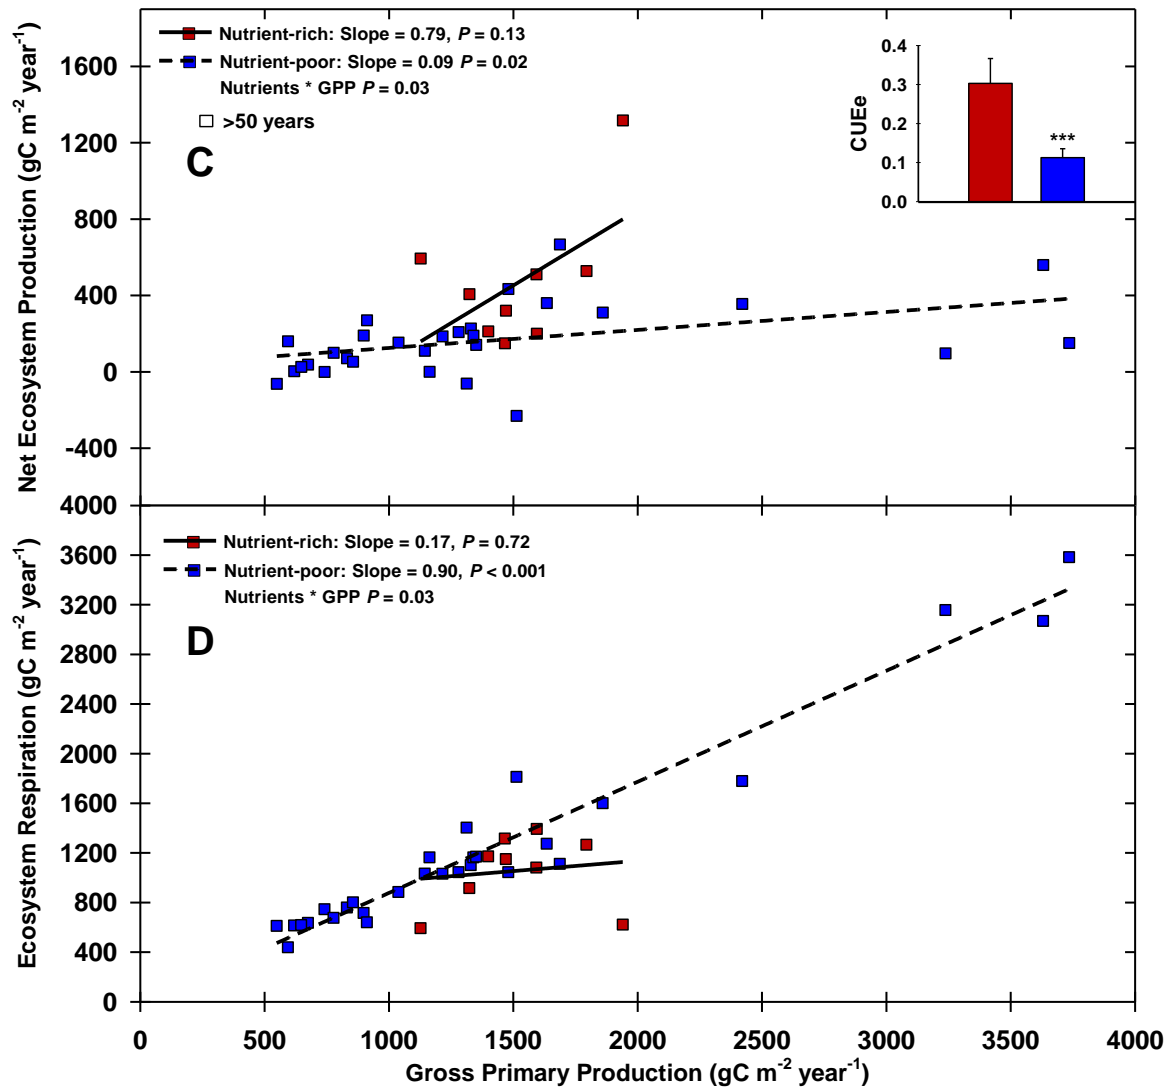 Nutrient-rich: Slope = 0.79, P = 0.13
Nutrient-poor: Slope = 0.09 P = 0.02
Nutrients * GPP P = 0.03
>50 years
C
Net Ecosystem Production (gC m-2 year-1)
1600
1200
800
400
0
-400
CUEe
0.4
0.3
0.2
0.1
0.0
***
4000
Nutrient-rich: Slope = 0.17, P = 0.72
Nutrient-poor: Slope = 0.90, P < 0.001
Nutrients * GPP P = 0.03
D
Ecosystem Respiration (gC m-2 year-1)
3600
3200
2800
2400
2000
1600
1200
800
400
0
0 500 1000 1500 2000 2500 3000 3500 4000
Gross Primary Production (gC m-2 year-1)